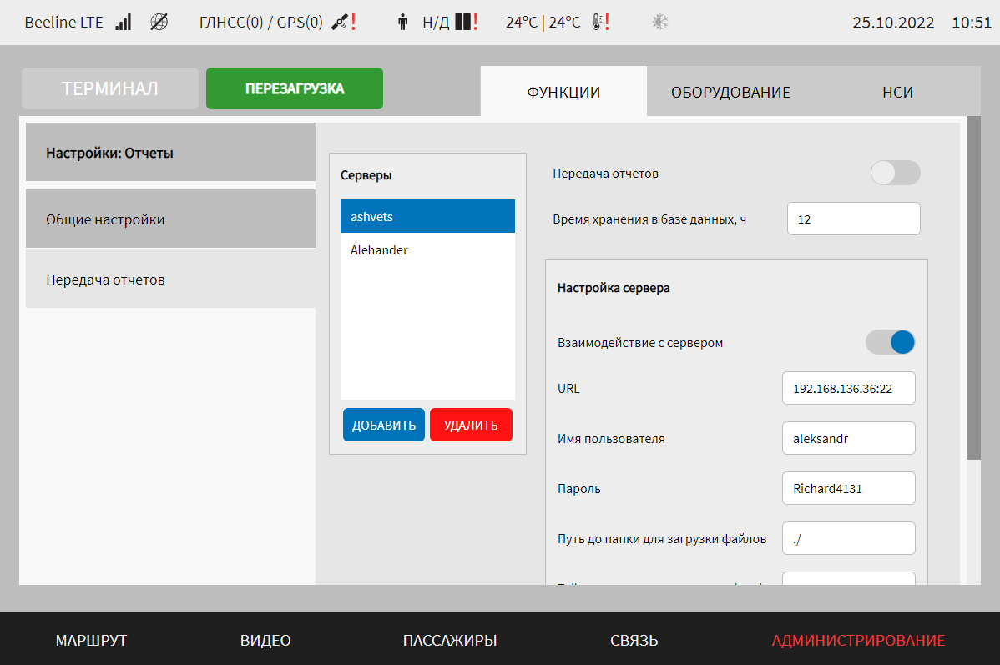 Beeline LTE ГЛНСС(0) / GPS(0) ! Н/Д ! 24°C | 24°C ! 25.10.2022 10:51
ТЕРМИНАЛ ПЕРЕЗАГРУЗКА ФУНКЦИИ ОБОРУДОВАНИЕ НСИ
Настройки: Отчеты
Общие настройки
Передача отчетов
Серверы
ashvets
Alehander
ДОБАВИТЬ УДАЛИТЬ
Передача отчетов
Время хранения в базе данных, ч 12
Настройка сервера
Взаимодействие с сервером
URL 192.168.136.36:22
Имя пользователя aleksandr
Пароль Richard4131
Путь до папки для загрузки файлов ./
МАРШРУТ ВИДЕО ПАССАЖИРЫ СВЯЗЬ АДМИНИСТРИРОВАНИЕ